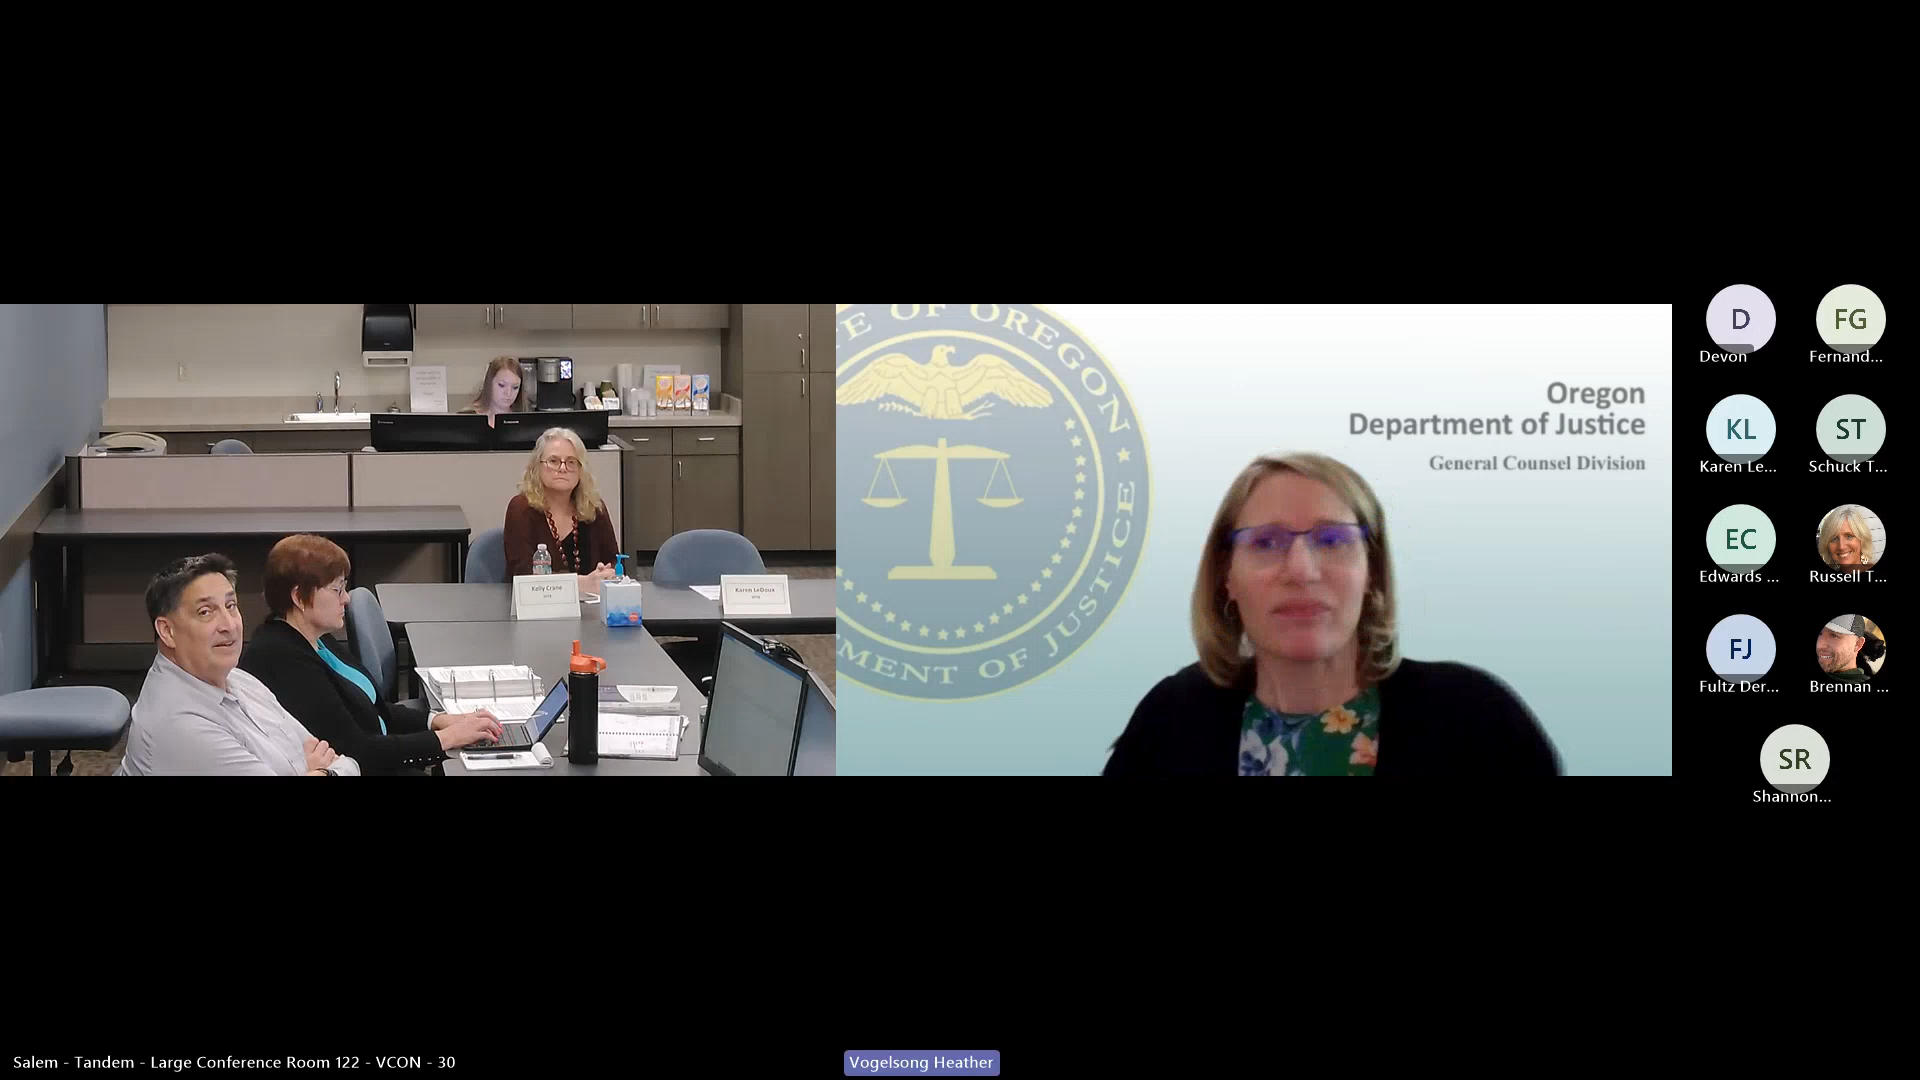 Kelly Crane
Karen LeDoux
E OF OREGON
MENT OF JUSTICE
Oregon
Department of Justice
General Counsel Division
D
Devon
FG
Fernand...
KL
Karen Le...
ST
Schuck T...
EC
Edwards ...
Russell T...
FJ
Fultz Der...
Brennan ...
SR
Shannon...
Salem - Tandem - Large Conference Room 122 - VCON - 30
Vogelsong Heather